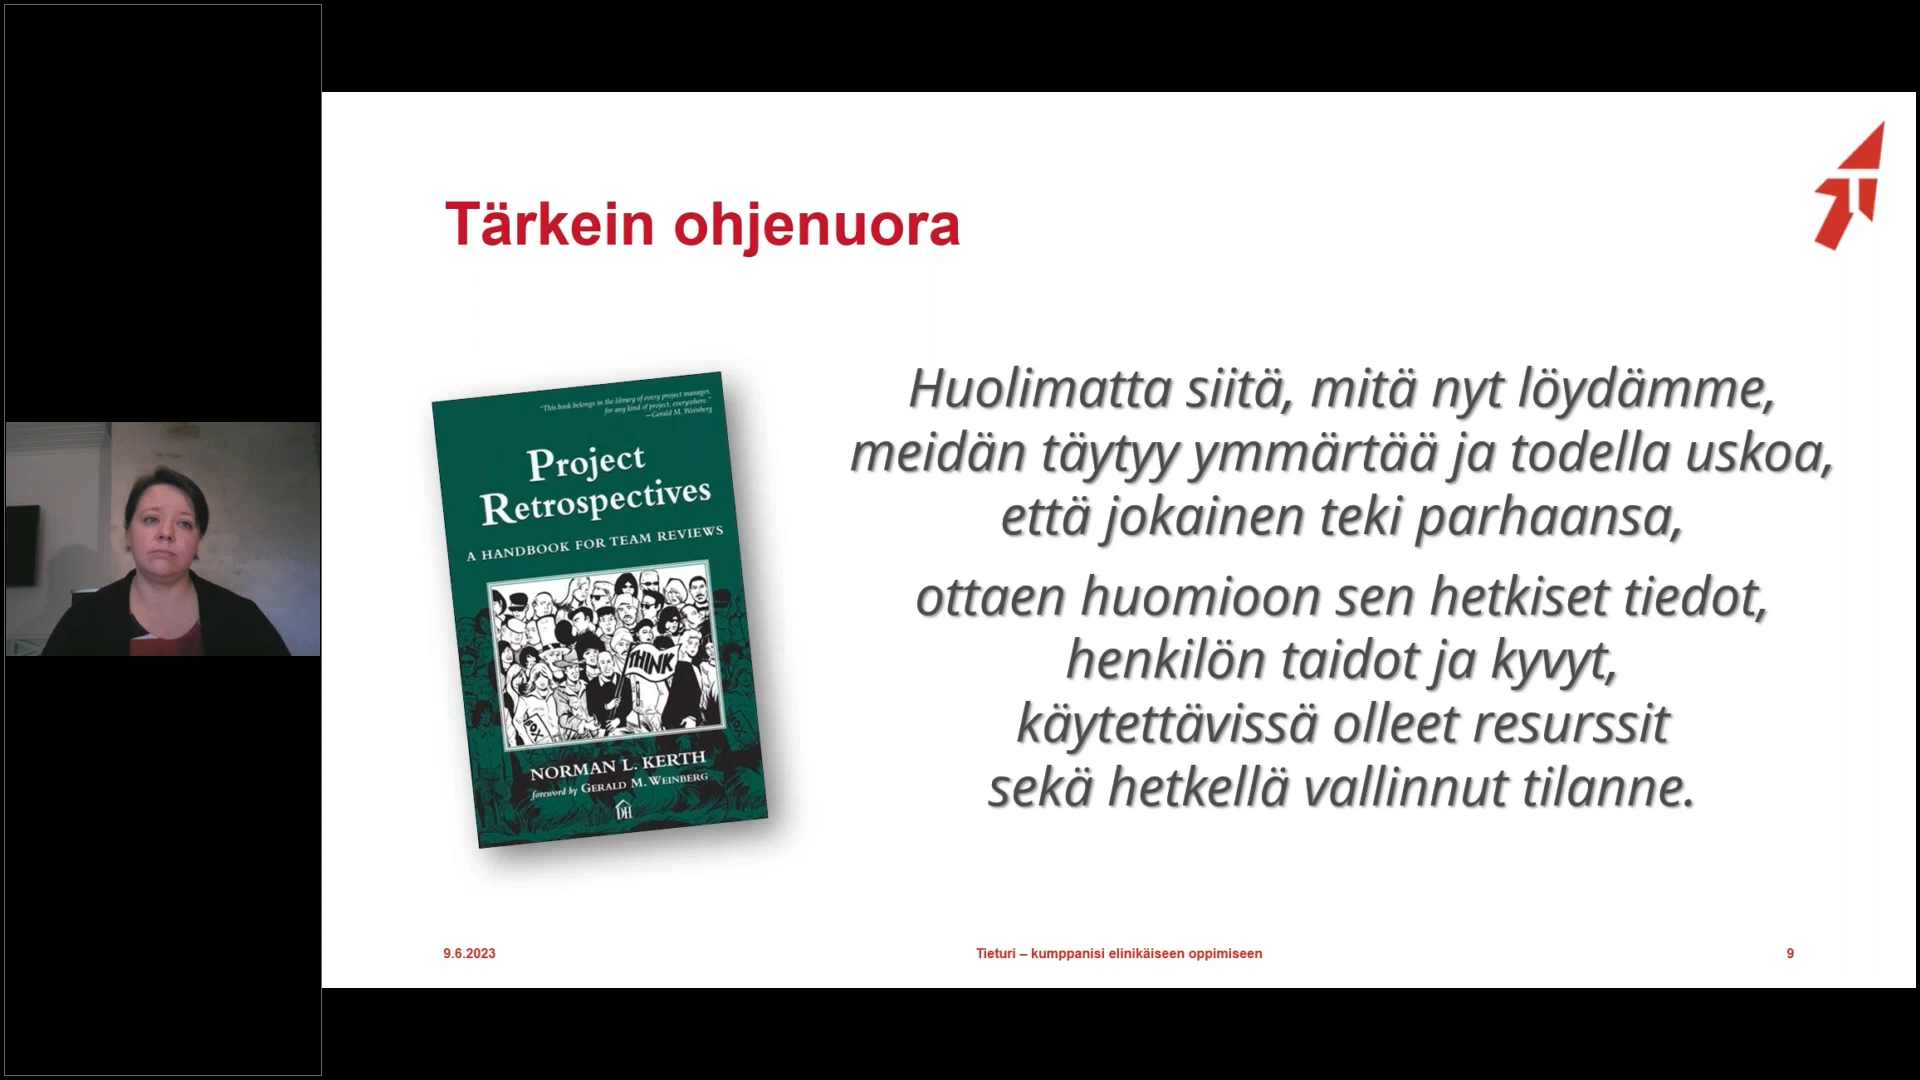 Tärkein ohjenuora
"This book belongs in the library of every project manager,
for any kind of project, everywhere."
—Gerald M. Weinberg
Project
Retrospectives
A HANDBOOK FOR TEAM REVIEWS
THINK
NORMAN L. KERTH
foreword by GERALD M. WEINBERG
DH
Huolimatta siitä, mitä nyt löydämme,
meidän täytyy ymmärtää ja todella uskoa,
että jokainen teki parhaansa,
ottaen huomioon sen hetkiset tiedot,
henkilön taidot ja kyvyt,
käytettävissä olleet resurssit
sekä hetkellä vallinnut tilanne.
9.6.2023
Tieturi – kumppanisi elinikäiseen oppimiseen
9